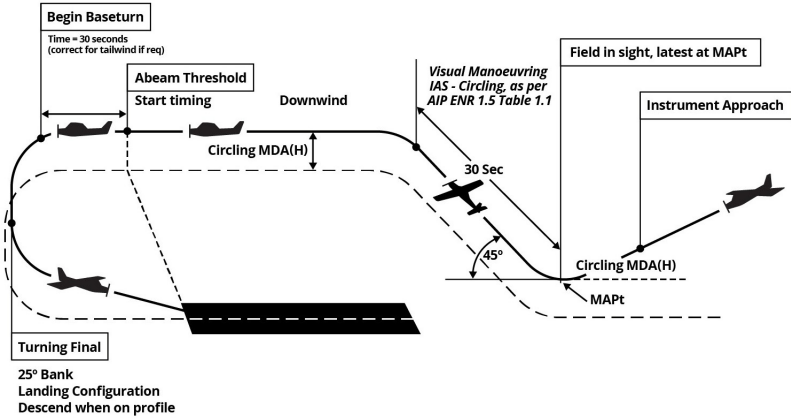 Begin Baseturn
Time = 30 seconds
(correct for tailwind if req)
Abeam Threshold
Start timing
Downwind
Circling MDA(H)
Visual Manoeuvring
IAS - Circling, as per
AIP ENR 1.5 Table 1.1
Field in sight, latest at MAPt
Instrument Approach
30 Sec
45º
Circling MDA(H)
MAPt
Turning Final
25º Bank
Landing Configuration
Descend when on profile